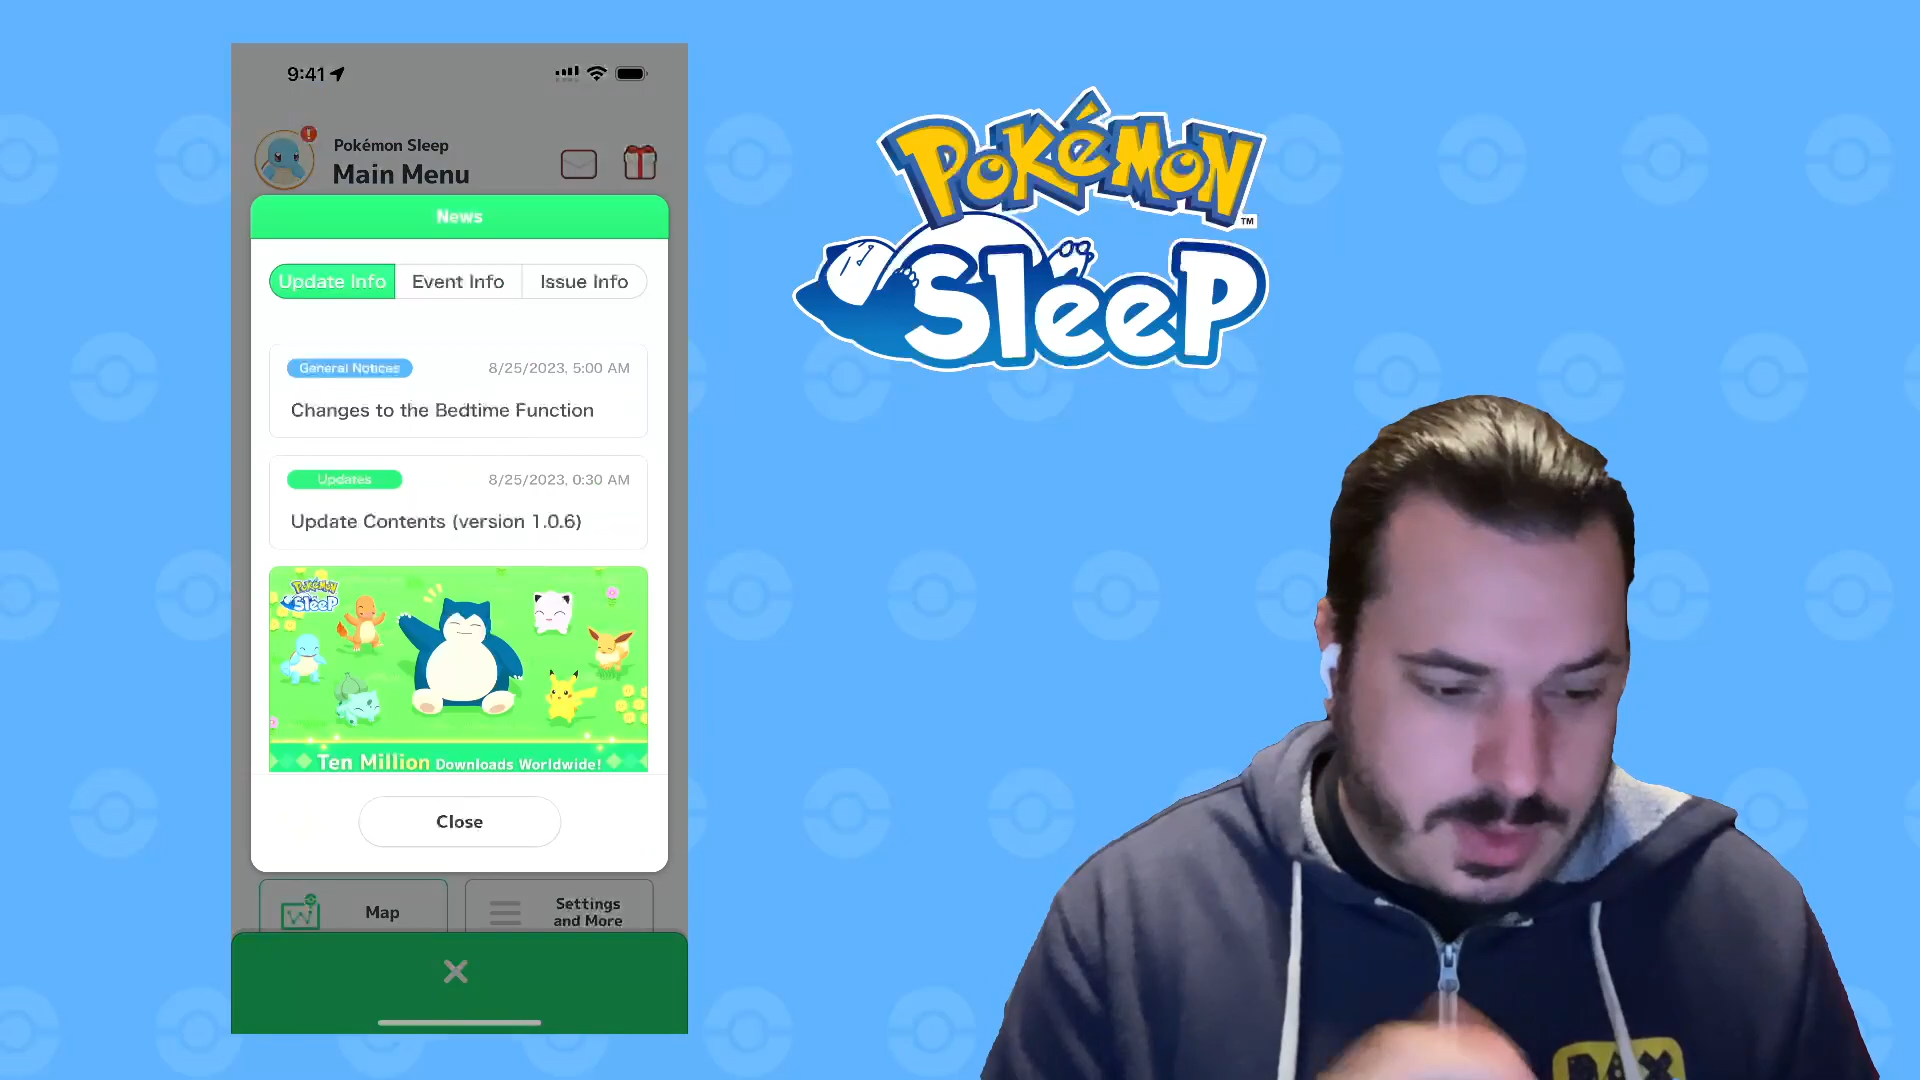 9:41
Pokémon Sleep
Main Menu
News
Update Info
Event Info
Issue Info
General Notices
8/25/2023, 5:00 AM
Changes to the Bedtime Function
Updates
8/25/2023, 0:30 AM
Update Contents (version 1.0.6)
POKéMON
SLeeP
Ten Million Downloads Worldwide!
Close
Map
Settings
and More
POKéMON
TM
SLeeP
PAX